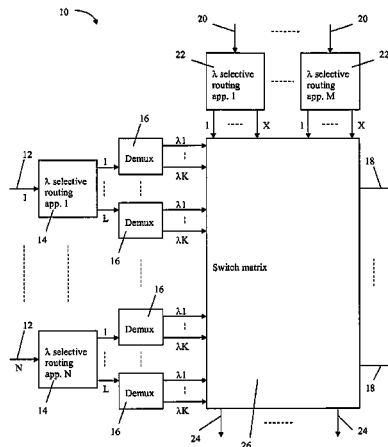 10
20
20
22
λ selective
routing
app. 1
λ selective
routing
app. M
22
1
X
1
X
16
12
1
λ selective
routing
app. 1
14
1
L
Demux
λ1
λK
Demux
16
λ1
λK
18
Switch matrix
16
12
N
λ selective
routing
app. N
14
1
L
Demux
λ1
λK
Demux
16
λ1
λK
18
24
26
24